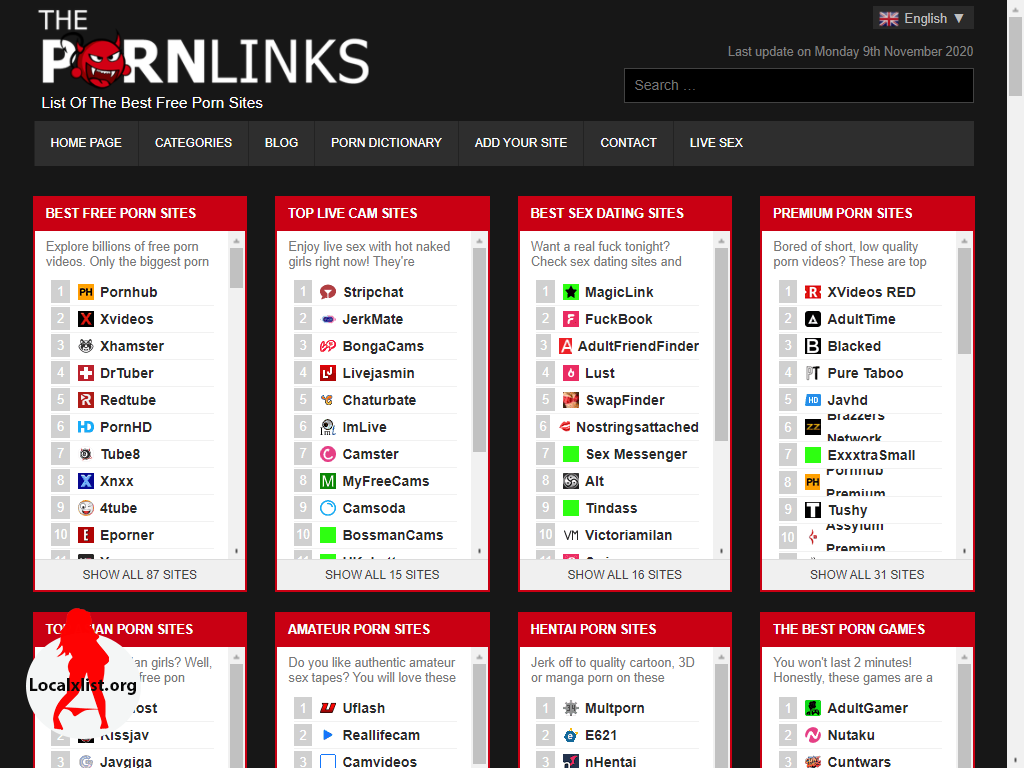 THE
PORNLINKS
List Of The Best Free Porn Sites
English ▼
Last update on Monday 9th November 2020
Search …
HOME PAGE
CATEGORIES
BLOG
PORN DICTIONARY
ADD YOUR SITE
CONTACT
LIVE SEX
BEST FREE PORN SITES
Explore billions of free porn
videos. Only the biggest porn
1 Pornhub
2 Xvideos
3 Xhamster
4 DrTuber
5 Redtube
6 PornHD
7 Tube8
8 Xnxx
9 4tube
10 Eporner
SHOW ALL 87 SITES
TOP LIVE CAM SITES
Enjoy live sex with hot naked
girls right now! They're
1 Stripchat
2 JerkMate
3 BongaCams
4 Livejasmin
5 Chaturbate
6 ImLive
7 Camster
8 MyFreeCams
9 Camsoda
10 BossmanCams
SHOW ALL 15 SITES
BEST SEX DATING SITES
Want a real fuck tonight?
Check sex dating sites and
1 MagicLink
2 FuckBook
3 AdultFriendFinder
4 Lust
5 SwapFinder
6 Nostringsattached
7 Sex Messenger
8 Alt
9 Tindass
10 Victoriamilan
SHOW ALL 16 SITES
PREMIUM PORN SITES
Bored of short, low quality
porn videos? These are top
1 XVideos RED
2 AdultTime
3 Blacked
4 Pure Taboo
5 Javhd
6 Brazzers
Network
7 ExxxtraSmall
8 Pornhub
Premium
9 Tushy
10 Assylum
Premium
SHOW ALL 31 SITES
PORN SITES
girls? Well,
free pon
Localxlist.org
2 Kissjav
3 Javgiga
AMATEUR PORN SITES
Do you like authentic amateur
sex tapes? You will love these
1 Uflash
2 Reallifecam
3 Camvideos
HENTAI PORN SITES
Jerk off to quality cartoon, 3D
or manga porn on these
1 Multporn
2 E621
3 nHentai
THE BEST PORN GAMES
You won't last 2 minutes!
Honestly, these games are a
1 AdultGamer
2 Nutaku
3 Cuntwars